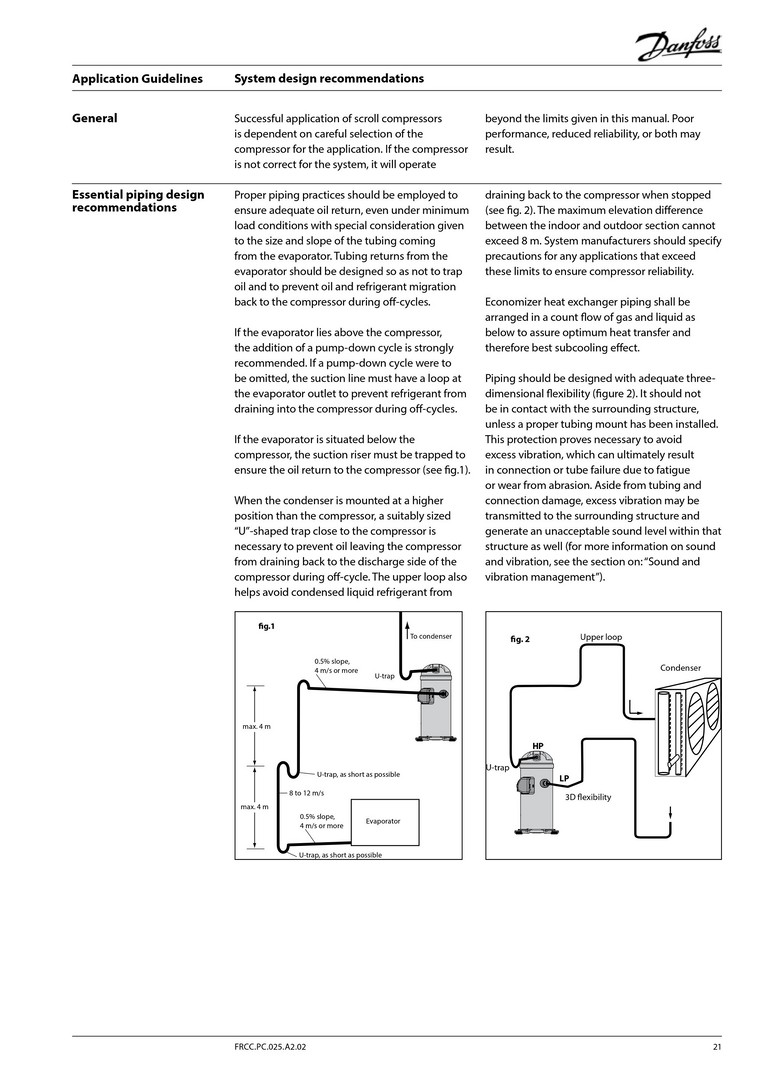 Danfoss
Application Guidelines
System design recommendations
General
Successful application of scroll compressors
is dependent on careful selection of the
compressor for the application. If the compressor
is not correct for the system, it will operate
beyond the limits given in this manual. Poor
performance, reduced reliability, or both may
result.
Essential piping design
recommendations
Proper piping practices should be employed to
ensure adequate oil return, even under minimum
load conditions with special consideration given
to the size and slope of the tubing coming
from the evaporator. Tubing returns from the
evaporator should be designed so as not to trap
oil and to prevent oil and refrigerant migration
back to the compressor during off-cycles.
If the evaporator lies above the compressor,
the addition of a pump-down cycle is strongly
recommended. If a pump-down cycle were to
be omitted, the suction line must have a loop at
the evaporator outlet to prevent refrigerant from
draining into the compressor during off-cycles.
If the evaporator is situated below the
compressor, the suction riser must be trapped to
ensure the oil return to the compressor (see fig.1).
When the condenser is mounted at a higher
position than the compressor, a suitably sized
“U”-shaped trap close to the compressor is
necessary to prevent oil leaving the compressor
from draining back to the discharge side of the
compressor during off-cycle. The upper loop also
helps avoid condensed liquid refrigerant from
draining back to the compressor when stopped
(see fig. 2). The maximum elevation difference
between the indoor and outdoor section cannot
exceed 8 m. System manufacturers should specify
precautions for any applications that exceed
these limits to ensure compressor reliability.
Economizer heat exchanger piping shall be
arranged in a count flow of gas and liquid as
below to assure optimum heat transfer and
therefore best subcooling effect.
Piping should be designed with adequate three-
dimensional flexibility (figure 2). It should not
be in contact with the surrounding structure,
unless a proper tubing mount has been installed.
This protection proves necessary to avoid
excess vibration, which can ultimately result
in connection or tube failure due to fatigue
or wear from abrasion. Aside from tubing and
connection damage, excess vibration may be
transmitted to the surrounding structure and
generate an unacceptable sound level within that
structure as well (for more information on sound
and vibration, see the section on: “Sound and
vibration management”).
fig.1
To condenser
0.5% slope,
4 m/s or more
U-trap
max. 4 m
U-trap, as short as possible
8 to 12 m/s
max. 4 m
0.5% slope,
4 m/s or more
Evaporator
U-trap, as short as possible
fig. 2
Upper loop
Condenser
HP
U-trap
LP
3D flexibility
FRCC.PC.025.A2.02
21